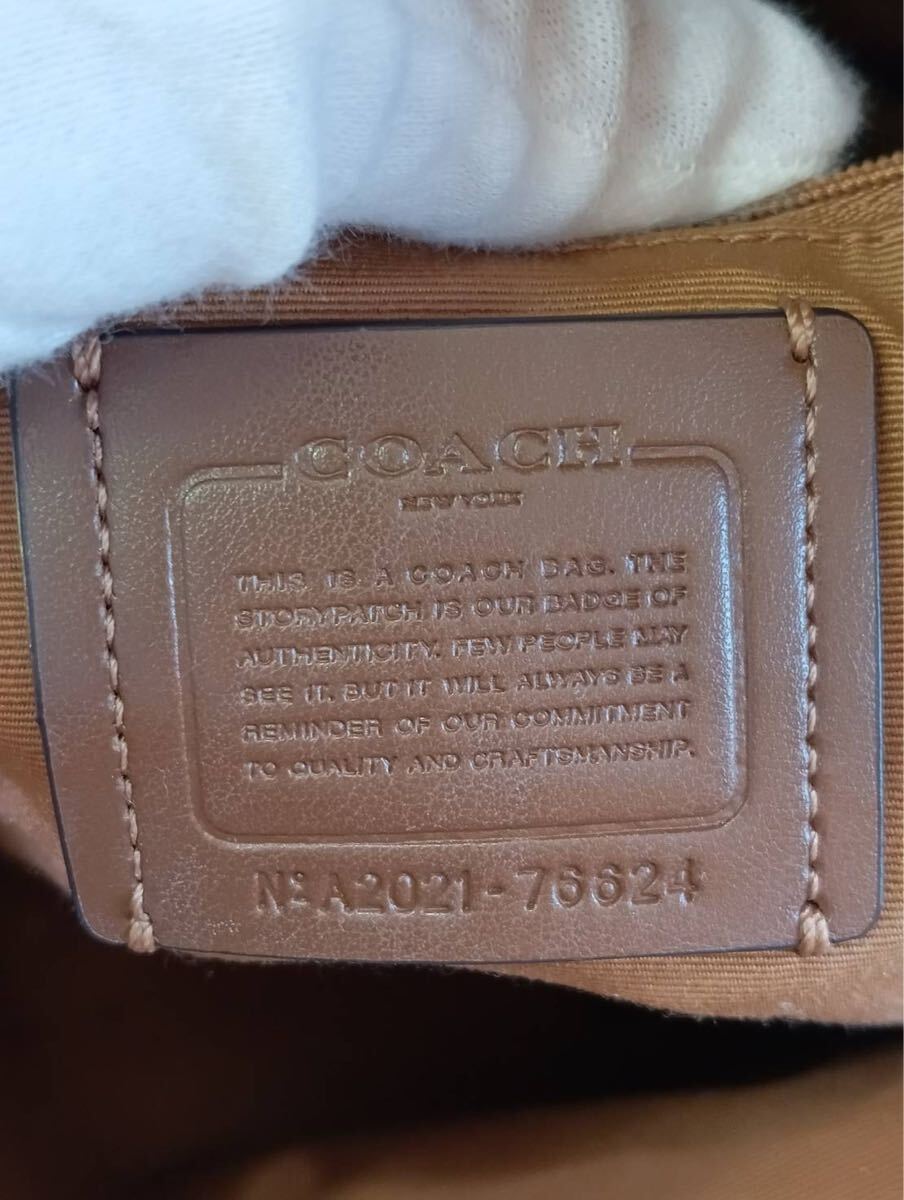 COACH
NEW YORK
THIS IS A COACH BAG. THE
STORYPATCH IS OUR BADGE OF
AUTHENTICITY. FEW PEOPLE MAY
SEE IT. BUT IT WILL ALWAYS BE A
REMINDER OF OUR COMMITMENT
TO QUALITY AND CRAFTSMANSHIP.
Nº A2021-76624